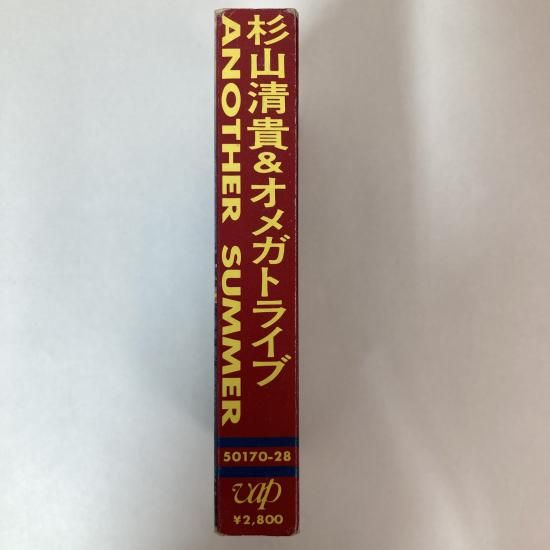 杉山清貴&オメガトライブ
ANOTHER SUMMER
50170-28
vap
¥2,800